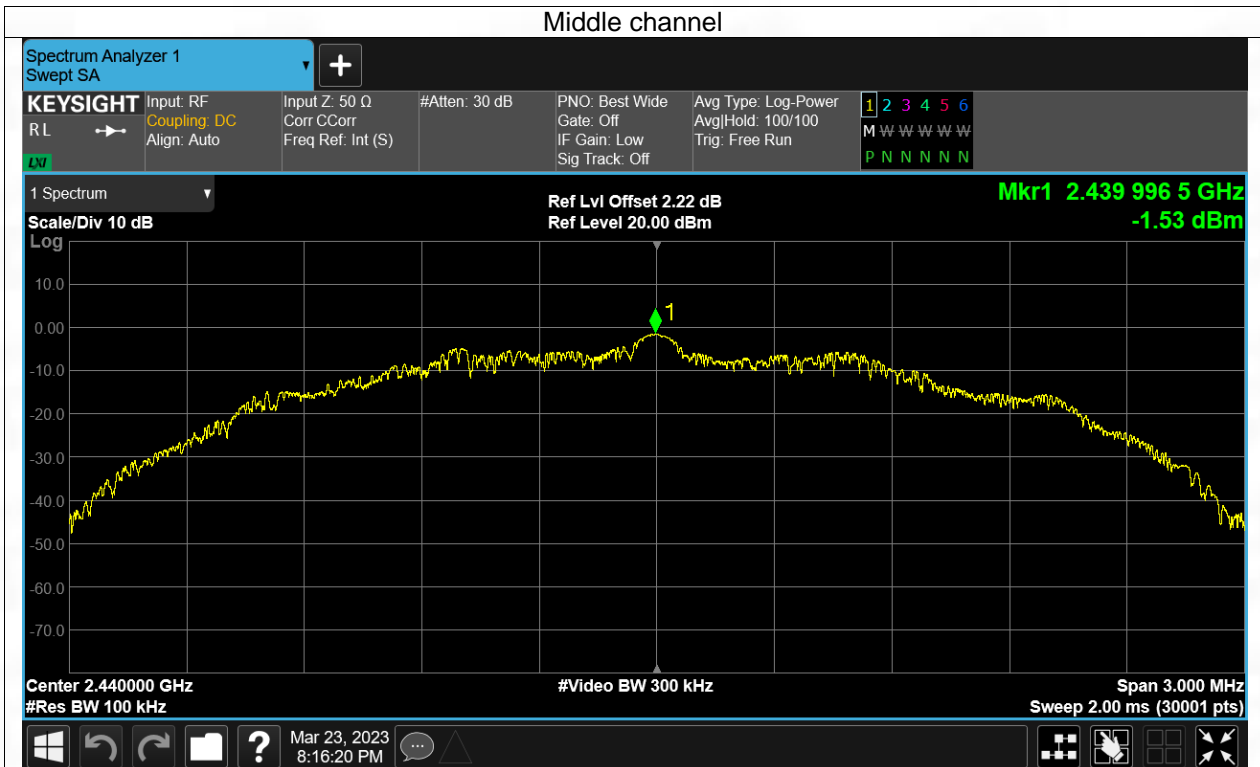 Middle channel
Spectrum Analyzer 1
Swept SA
KEYSIGHT
RL
LXI
Input: RF
Coupling: DC
Align: Auto
Input Z: 50 Ω
Corr CCorr
Freq Ref: Int (S)
#Atten: 30 dB
PNO: Best Wide
Gate: Off
IF Gain: Low
Sig Track: Off
Avg Type: Log-Power
Avg|Hold: 100/100
Trig: Free Run
1 2 3 4 5 6
M W W W W W
P N N N N N
1 Spectrum
Scale/Div 10 dB
Ref Lvl Offset 2.22 dB
Ref Level 20.00 dBm
Mkr1 2.439 996 5 GHz
-1.53 dBm
Log
10.0
0.00
-10.0
-20.0
-30.0
-40.0
-50.0
-60.0
-70.0
1
Center 2.440000 GHz
#Res BW 100 kHz
#Video BW 300 kHz
Span 3.000 MHz
Sweep 2.00 ms (30001 pts)
?
Mar 23, 2023
8:16:20 PM